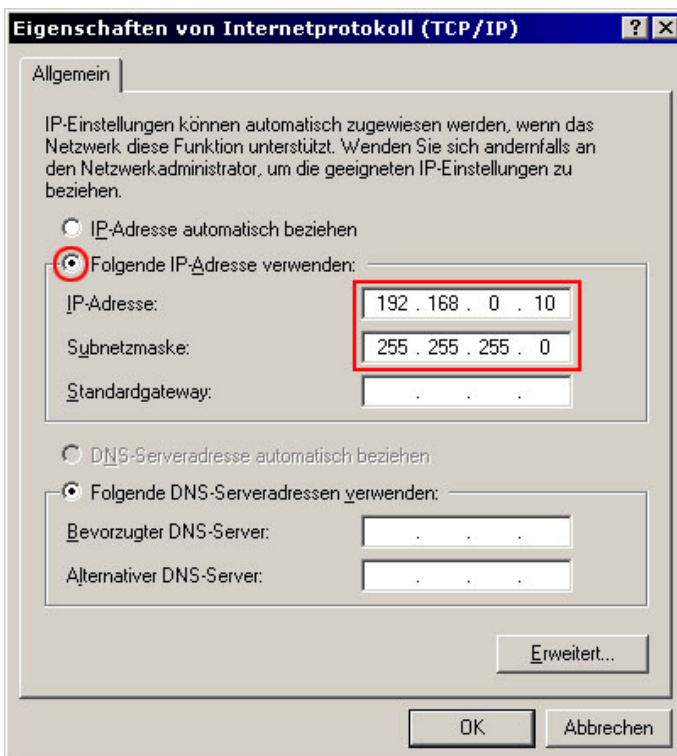 Eigenschaften von Internetprotokoll (TCP/IP)
Allgemein
IP-Einstellungen können automatisch zugewiesen werden, wenn das
Netzwerk diese Funktion unterstützt. Wenden Sie sich andernfalls an
den Netzwerkadministrator, um die geeigneten IP-Einstellungen zu
beziehen.
IP-Adresse automatisch beziehen
Folgende IP-Adresse verwenden:
IP-Adresse: 192 . 168 . 0 . 10
Subnetzmaske: 255 . 255 . 255 . 0
Standardgateway: . . .
DNS-Serveradresse automatisch beziehen
Folgende DNS-Serveradressen verwenden:
Bevorzugter DNS-Server: . . .
Alternativer DNS-Server: . . .
Erweitert...
OK Abbrechen